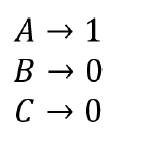 A → 1
B → 0
C → 0